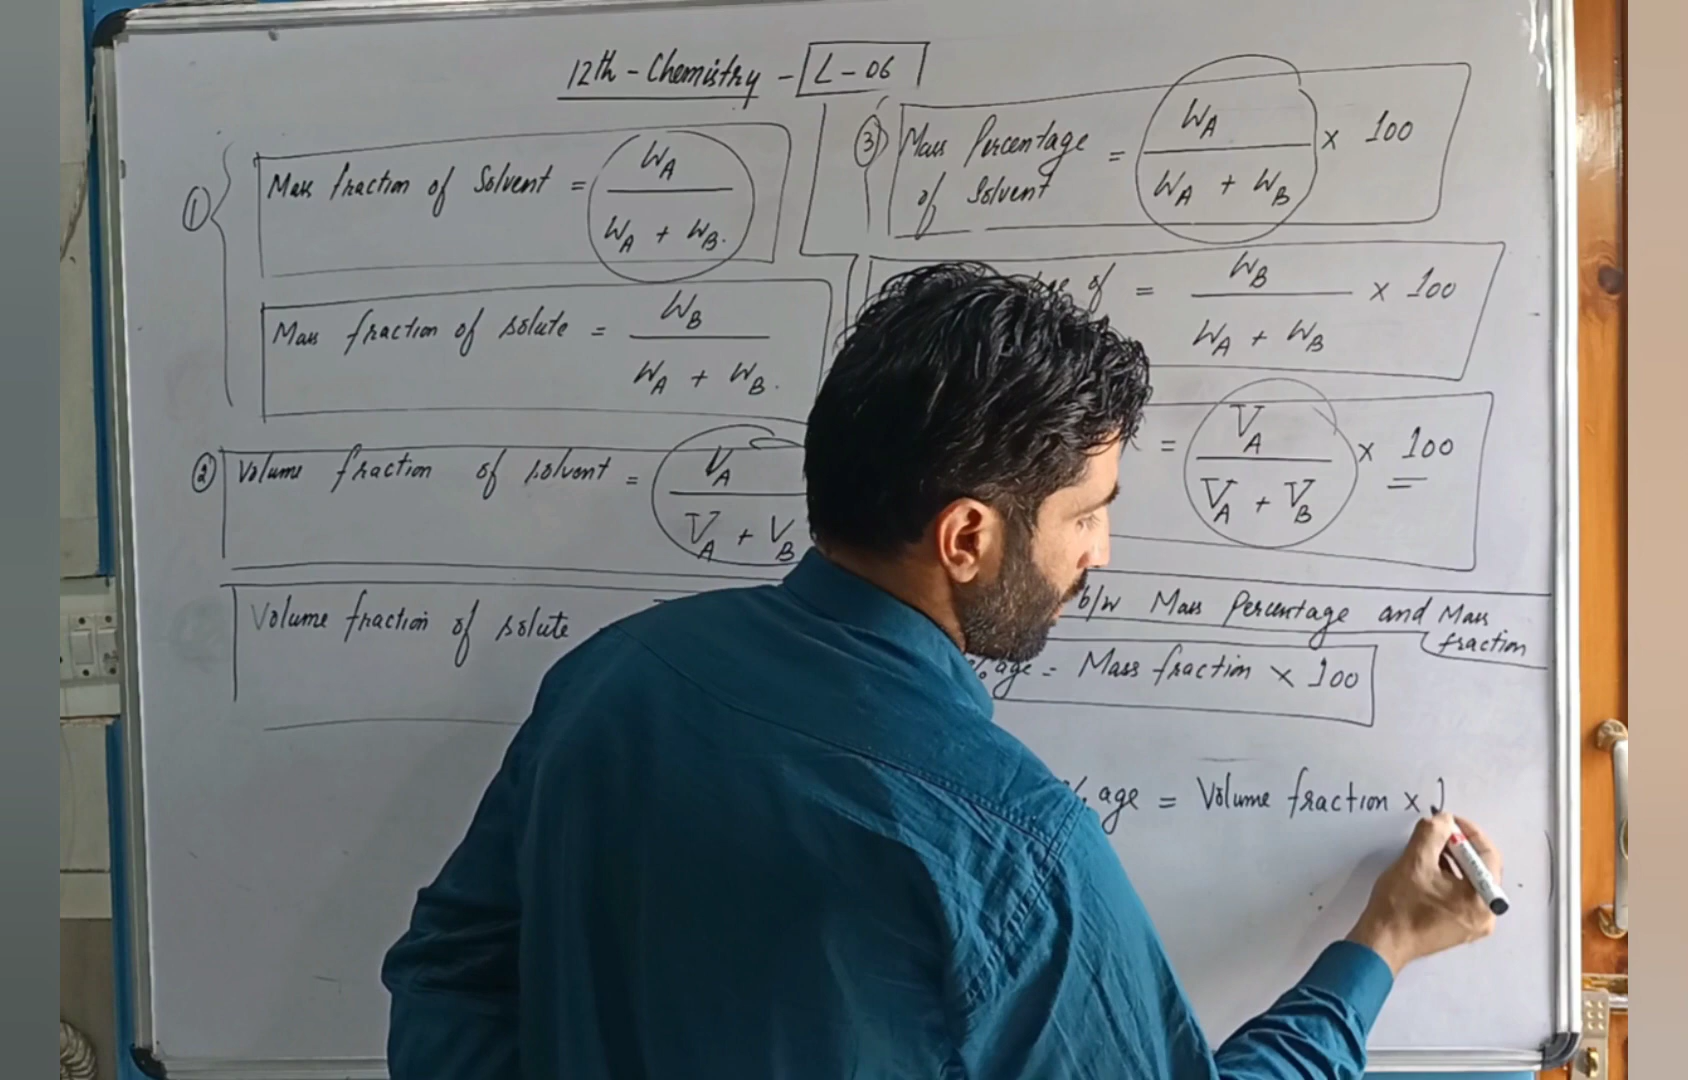 12th - Chemistry - L - 06
① Mass fraction of Solvent = W_A / (W_A + W_B.)
Mass fraction of solute = W_B / (W_A + W_B.)
② Volume fraction of solvent = V_A / (V_A + V_B)
Volume fraction of solute
③ Mass Percentage of Solvent = W_A / (W_A + W_B) × 100
of = W_B / (W_A + W_B) × 100
= V_A / (V_A + V_B) × 100
b/w Mass Percentage and Mass fraction
% age = Mass fraction × 100
% age = Volume fraction × 1